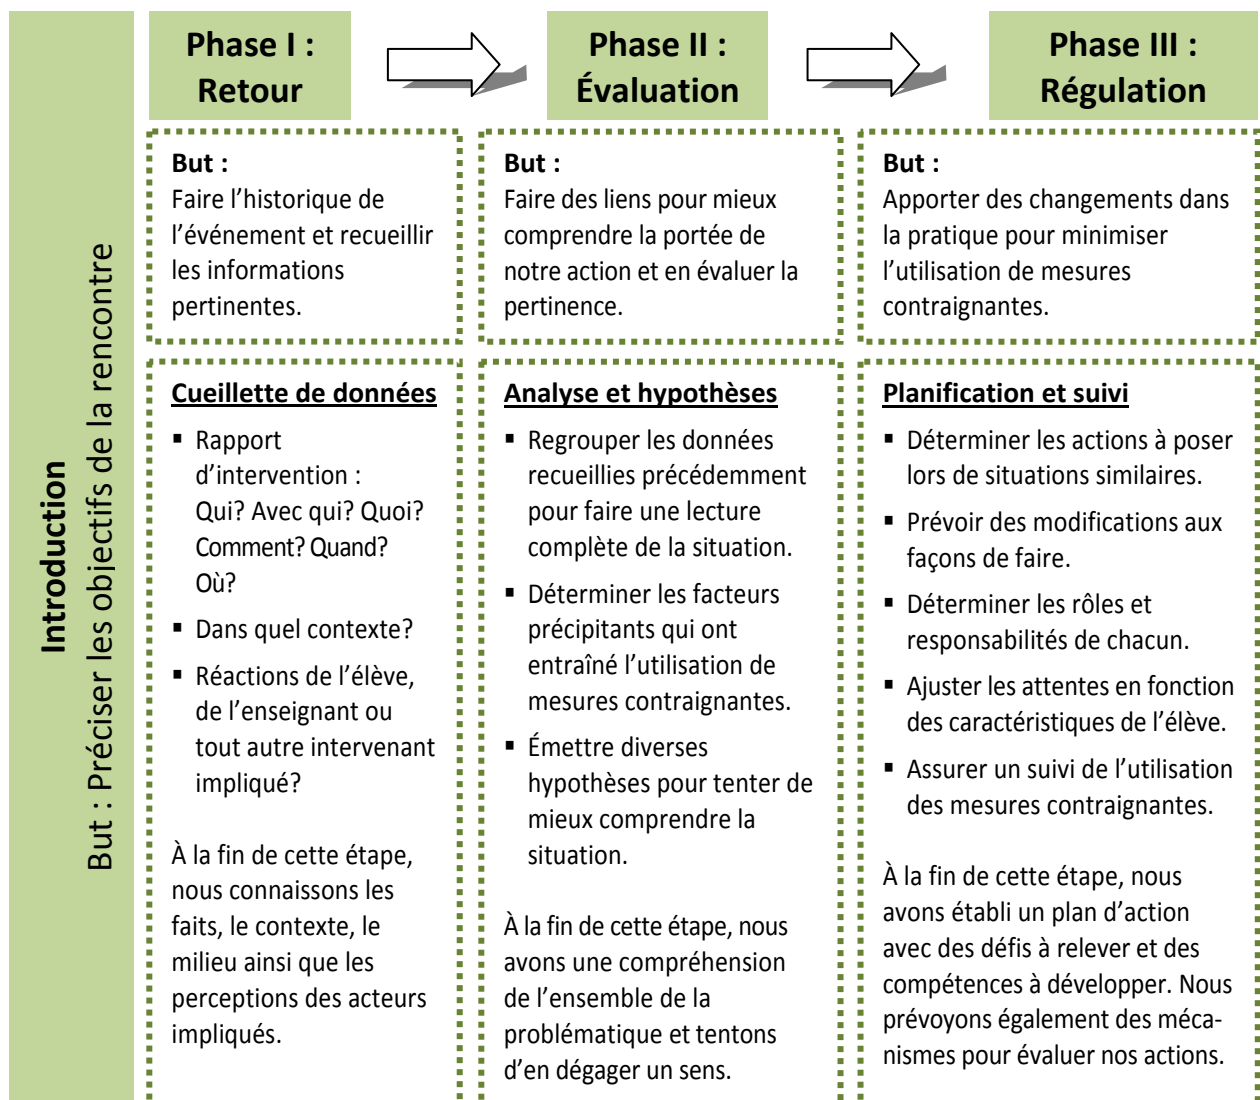 Introduction
But : Préciser les objectifs de la rencontre
Phase I :
Retour
Phase II :
Évaluation
Phase III :
Régulation
But :
Faire l’historique de
l’événement et recueillir
les informations
pertinentes.
But :
Faire des liens pour mieux
comprendre la portée de
notre action et en évaluer la
pertinence.
But :
Apporter des changements dans
la pratique pour minimiser
l’utilisation de mesures
contraignantes.
Cueillette de données
▪ Rapport
d’intervention :
Qui? Avec qui? Quoi?
Comment? Quand?
Où?
▪ Dans quel contexte?
▪ Réactions de l’élève,
de l’enseignant ou
tout autre intervenant
impliqué?
À la fin de cette étape,
nous connaissons les
faits, le contexte, le
milieu ainsi que les
perceptions des acteurs
impliqués.
Analyse et hypothèses
▪ Regrouper les données
recueillies précédemment
pour faire une lecture
complète de la situation.
▪ Déterminer les facteurs
précipitants qui ont
entraîné l’utilisation de
mesures contraignantes.
▪ Émettre diverses
hypothèses pour tenter de
mieux comprendre la
situation.
À la fin de cette étape, nous
avons une compréhension
de l’ensemble de la
problématique et tentons
d’en dégager un sens.
Planification et suivi
▪ Déterminer les actions à poser
lors de situations similaires.
▪ Prévoir des modifications aux
façons de faire.
▪ Déterminer les rôles et
responsabilités de chacun.
▪ Ajuster les attentes en fonction
des caractéristiques de l’élève.
▪ Assurer un suivi de l’utilisation
des mesures contraignantes.
À la fin de cette étape, nous
avons établi un plan d’action
avec des défis à relever et des
compétences à développer. Nous
prévoyons également des méca-
nismes pour évaluer nos actions.